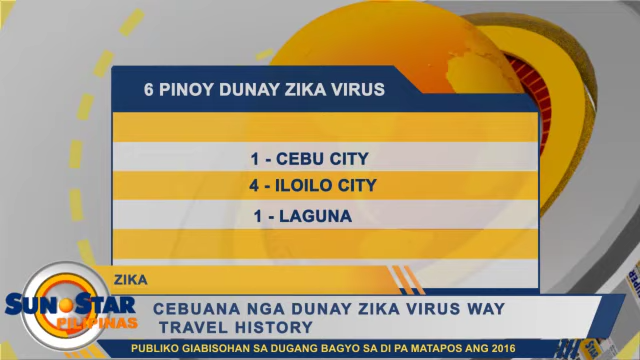 6 PINOY DUNAY ZIKA VIRUS
1 - CEBU CITY
4 - ILOILO CITY
1 - LAGUNA
ZIKA
SUN STAR
PILIPINAS
CEBUANA NGA DUNAY ZIKA VIRUS WAY
TRAVEL HISTORY
PUBLIKO GIABISOHAN SA DUGANG BAGYO SA DI PA MATAPOS ANG 2016
SUPER